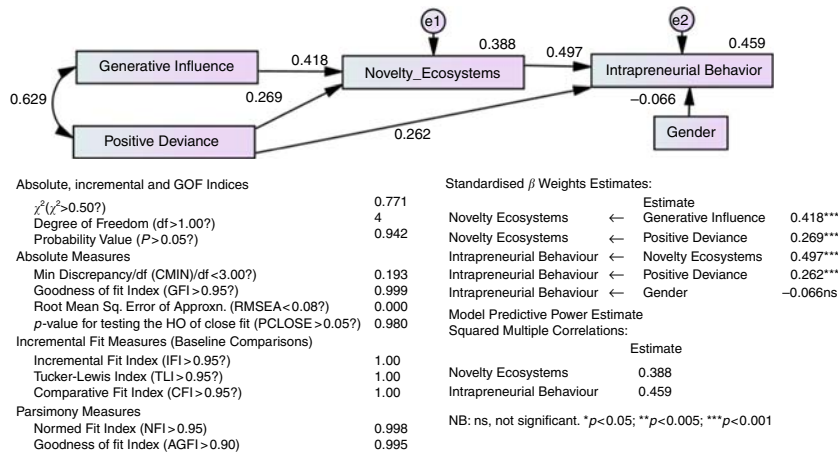 e1
e2
0.388
0.459
0.418
0.497
Generative Influence
Novelty_Ecosystems
Intrapreneurial Behavior
0.629
0.269
−0.066
Positive Deviance
0.262
Gender
Absolute, incremental and GOF Indices
χ²(χ²>0.50?) 0.771
Degree of Freedom (df>1.00?) 4
Probability Value (P>0.05?) 0.942
Absolute Measures
Min Discrepancy/df (CMIN)/df<3.00?) 0.193
Goodness of fit Index (GFI>0.95?) 0.999
Root Mean Sq. Error of Approxn. (RMSEA<0.08?) 0.000
p-value for testing the HO of close fit (PCLOSE>0.05?) 0.980
Incremental Fit Measures (Baseline Comparisons)
Incremental Fit Index (IFI>0.95?) 1.00
Tucker-Lewis Index (TLI>0.95?) 1.00
Comparative Fit Index (CFI>0.95?) 1.00
Parsimony Measures
Normed Fit Index (NFI>0.95) 0.998
Goodness of fit Index (AGFI>0.90) 0.995
Standardised β Weights Estimates:
Estimate
Novelty Ecosystems ← Generative Influence 0.418***
Novelty Ecosystems ← Positive Deviance 0.269***
Intrapreneurial Behaviour ← Novelty Ecosystems 0.497***
Intrapreneurial Behaviour ← Positive Deviance 0.262***
Intrapreneurial Behaviour ← Gender −0.066ns
Model Predictive Power Estimate
Squared Multiple Correlations:
Estimate
Novelty Ecosystems 0.388
Intrapreneurial Behaviour 0.459
NB: ns, not significant. *p<0.05; **p<0.005; ***p<0.001